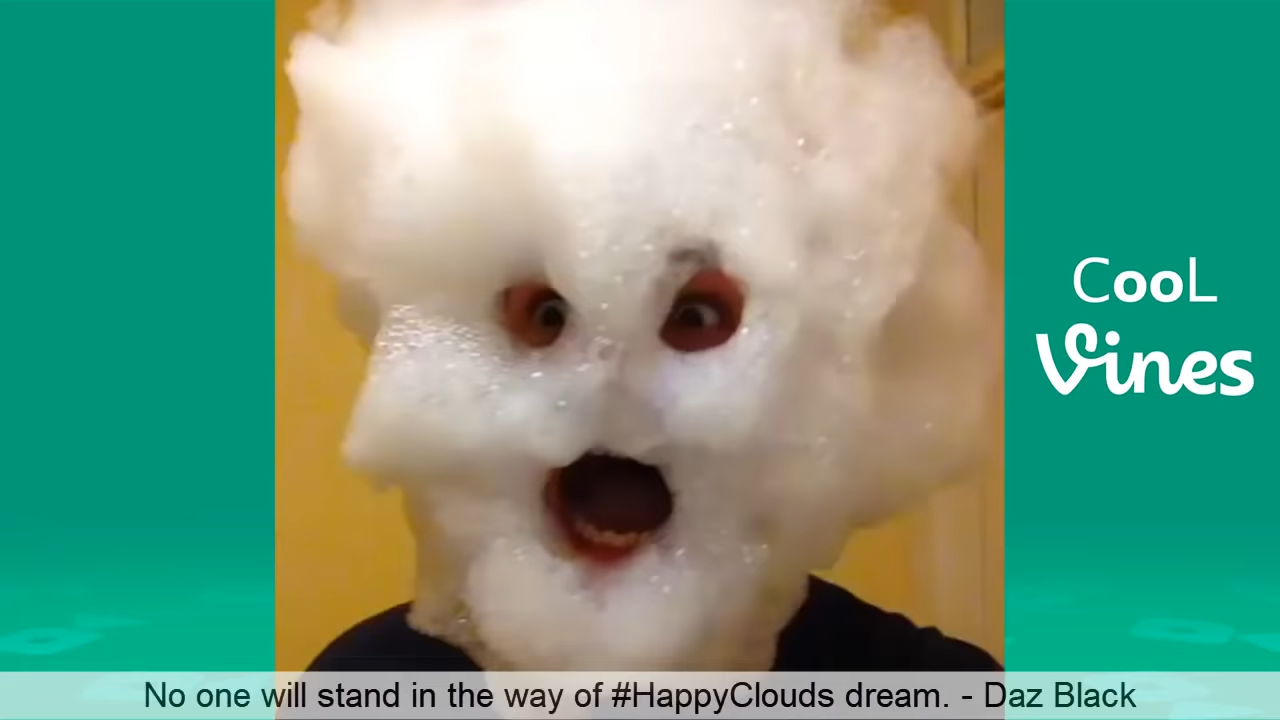 CooL
Vines
No one will stand in the way of #HappyClouds dream. - Daz Black